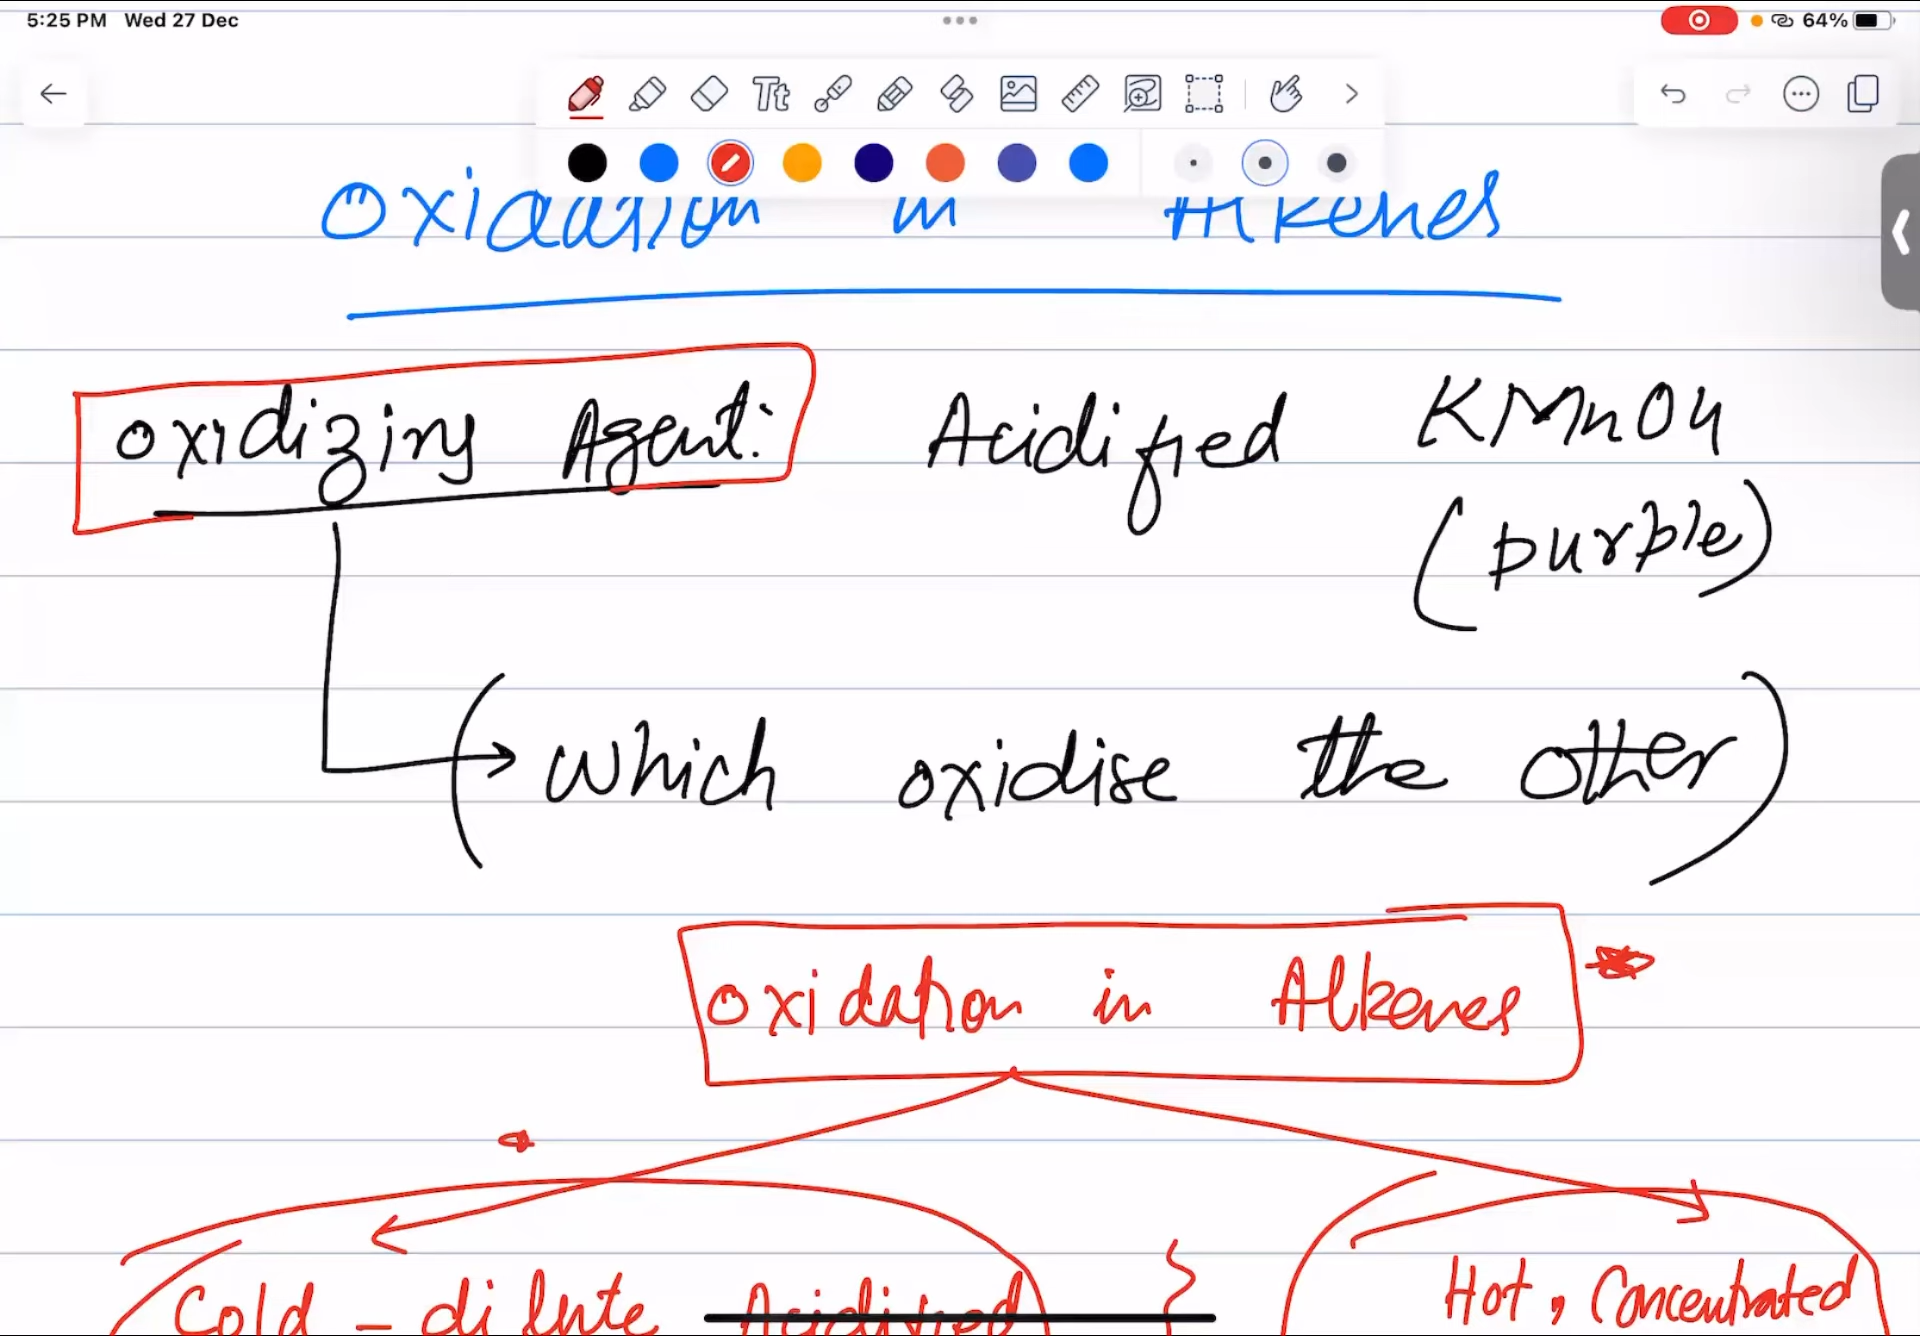 5:25 PM Wed 27 Dec
64%
Tt
Oxidation in Alkenes
oxidizing Agent: Acidified KMnO4
(purple)
(which oxidise the other)
oxidation in Alkenes
Cold - dilute Acidified
Hot, Concentrated